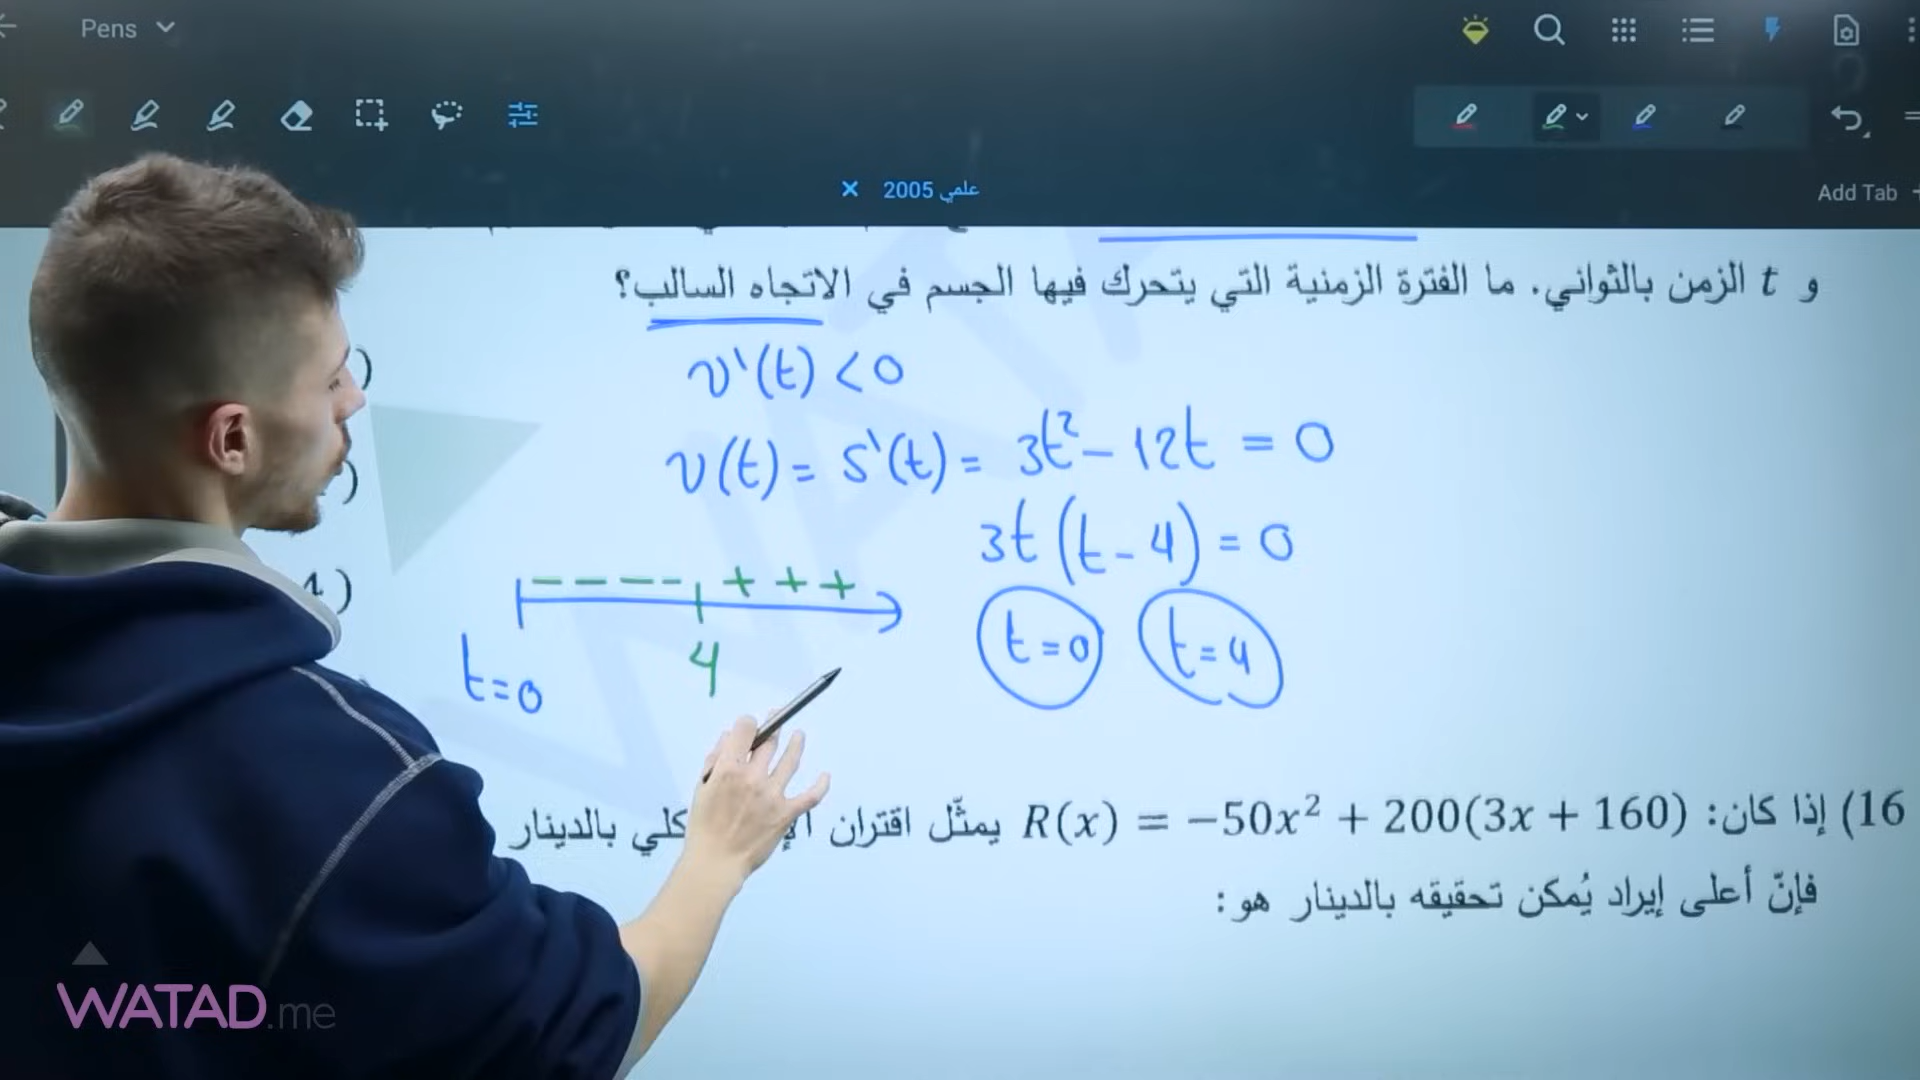 Pens
علمي 2005
Add Tab
و t الزمن بالثواني. ما الفترة الزمنية التي يتحرك فيها الجسم في الاتجاه السالب؟
v'(t) < 0
v(t) = s'(t) = 3t² - 12t = 0
3t(t - 4) = 0
t = 0 t = 4
- - - - + + +
4
t = 0
16) إذا كان: R(x) = −50x² + 200(3x + 160) يمثّل اقتران كلي بالدينار
فإنّ أعلى إيراد يُمكن تحقيقه بالدينار هو:
WATAD.me